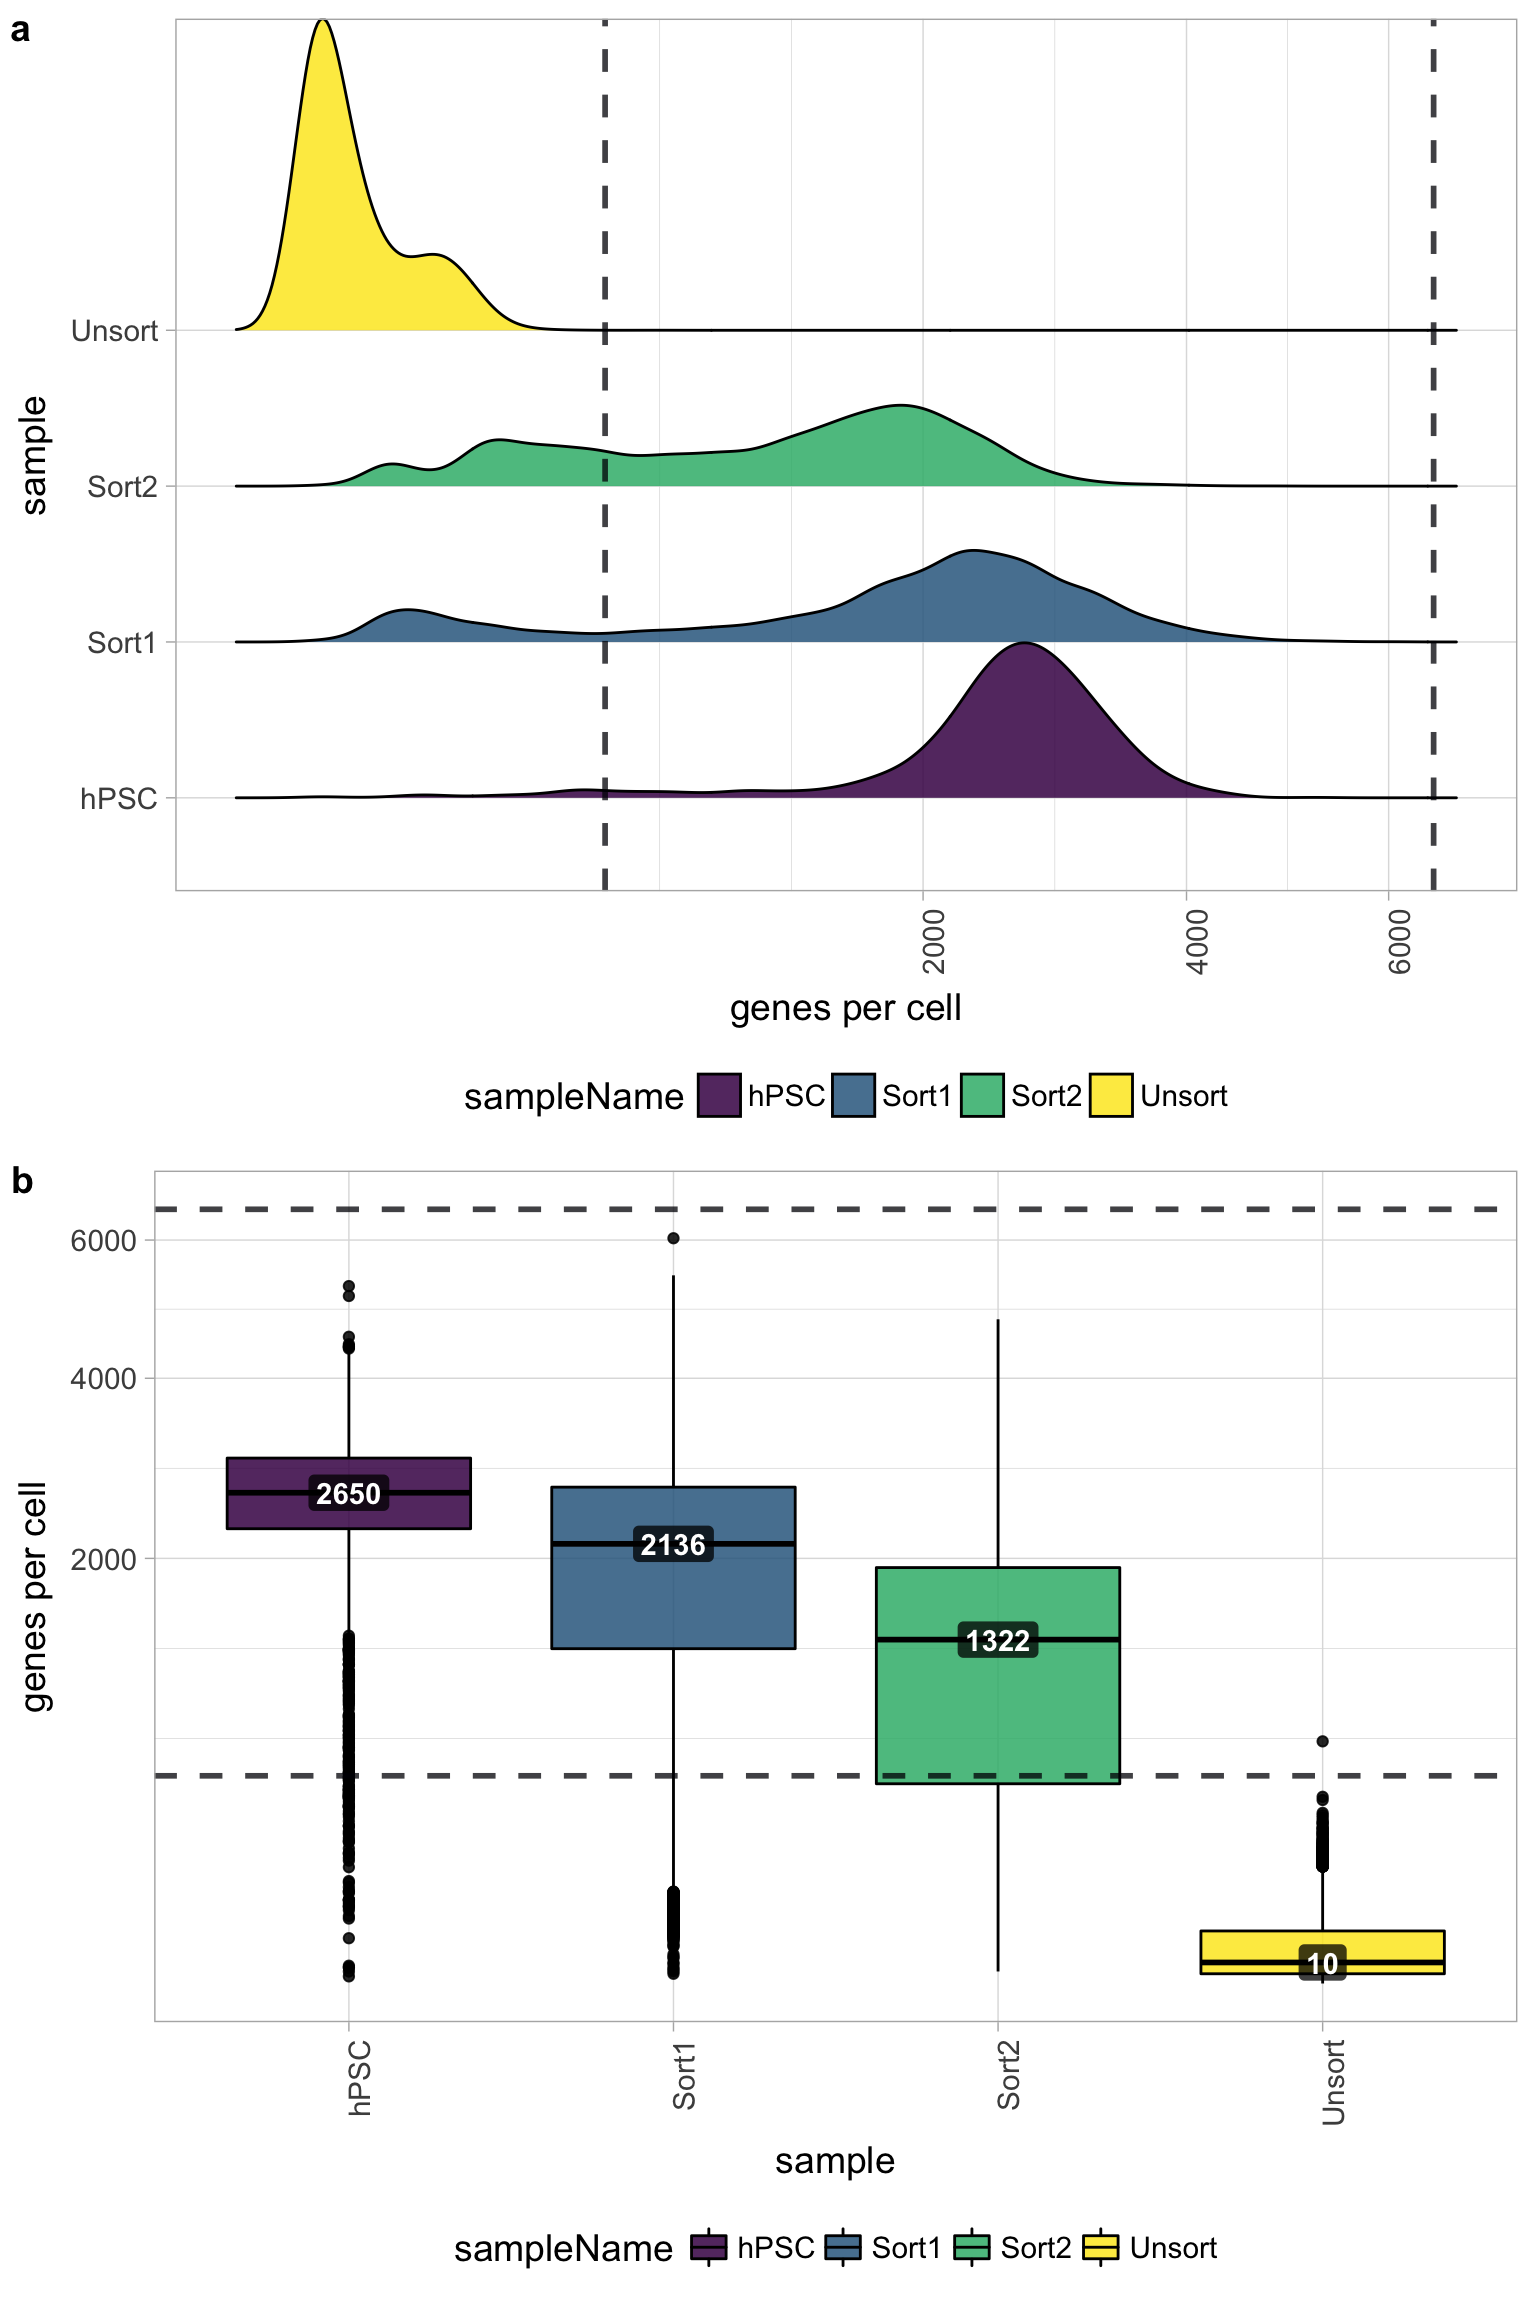 a
Unsort
Sort2
Sort1
hPSC
sample
2000 4000 6000
genes per cell
sampleName hPSC Sort1 Sort2 Unsort
b
6000
4000
2000
genes per cell
2650
2136
1322
10
hPSC Sort1 Sort2 Unsort
sample
sampleName hPSC Sort1 Sort2 Unsort